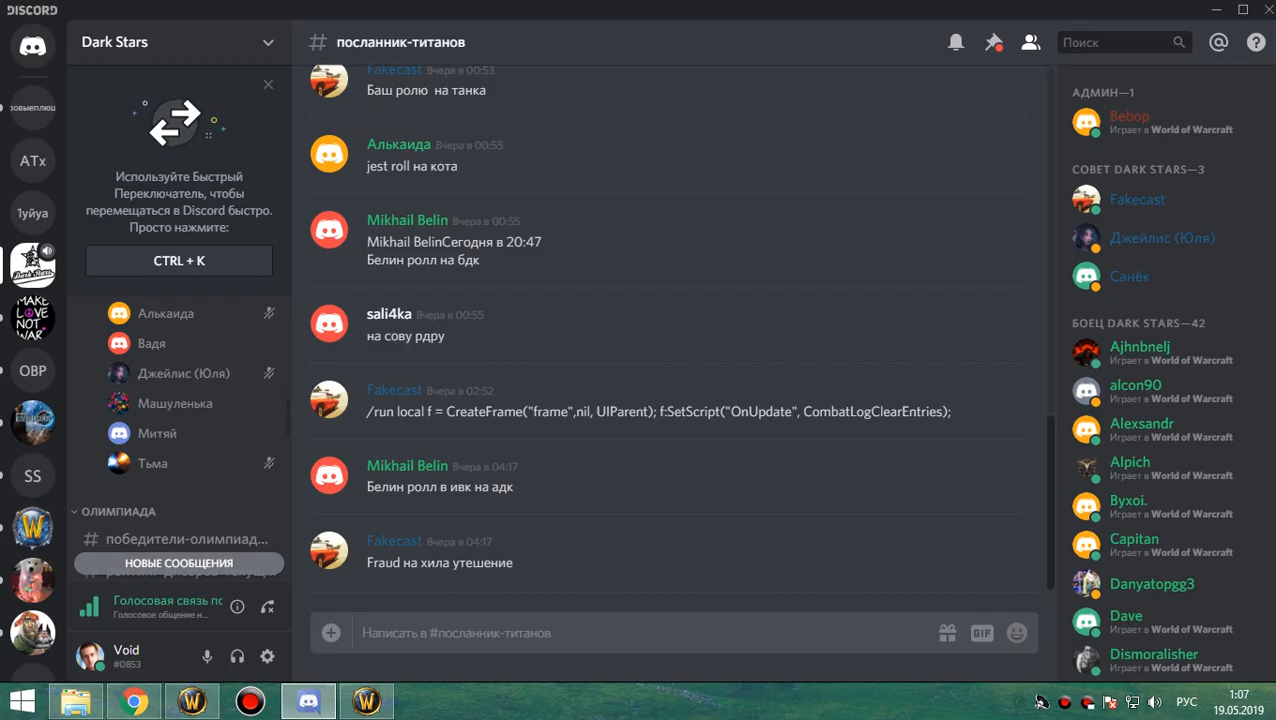 DISCORD
Dark Stars
# посланник-титанов
Поиск
ровыеплюш
ATx
1уйуа
MAKE LOVE NOT WAR
ОВР
SS
Используйте Быстрый
Переключатель, чтобы
перемещаться в Discord быстро.
Просто нажмите:
CTRL + K
Алькаида
Вадя
Джейлис (Юля)
Машуленька
Митяй
Тьма
ОЛИМПИАДА
# победители-олимпиад...
НОВЫЕ СООБЩЕНИЯ
Голосовая связь по
Голосовое общение н...
Void
#0853
Fakecast Вчера в 00:53
Баш ролю на танка
Алькаида Вчера в 00:55
jest roll на кота
Mikhail Belin Вчера в 00:55
Mikhail BelinСегодня в 20:47
Белин ролл на бдк
sali4ka Вчера в 00:55
на сову рдру
Fakecast Вчера в 02:52
/run local f = CreateFrame("frame",nil, UIParent); f:SetScript("OnUpdate", CombatLogClearEntries);
Mikhail Belin Вчера в 04:17
Белин ролл в ивк на адк
Fakecast Вчера в 04:17
Fraud на хила утешение
Написать в #посланник-титанов
GIF
АДМИН—1
Bebop
Играет в World of Warcraft
СОВЕТ DARK STARS—3
Fakecast
Джейлис (Юля)
Санёк
БОЕЦ DARK STARS—42
Ajhnbnelj
Играет в World of Warcraft
alcon90
Играет в World of Warcraft
Alexsandr
Играет в World of Warcraft
Alpich
Играет в World of Warcraft
Byxoi.
Играет в World of Warcraft
Capitan
Играет в World of Warcraft
Danyatopgg3
Dave
Играет в World of Warcraft
Dismoralisher
Играет в World of Warcraft
РУС
1:07
19.05.2019